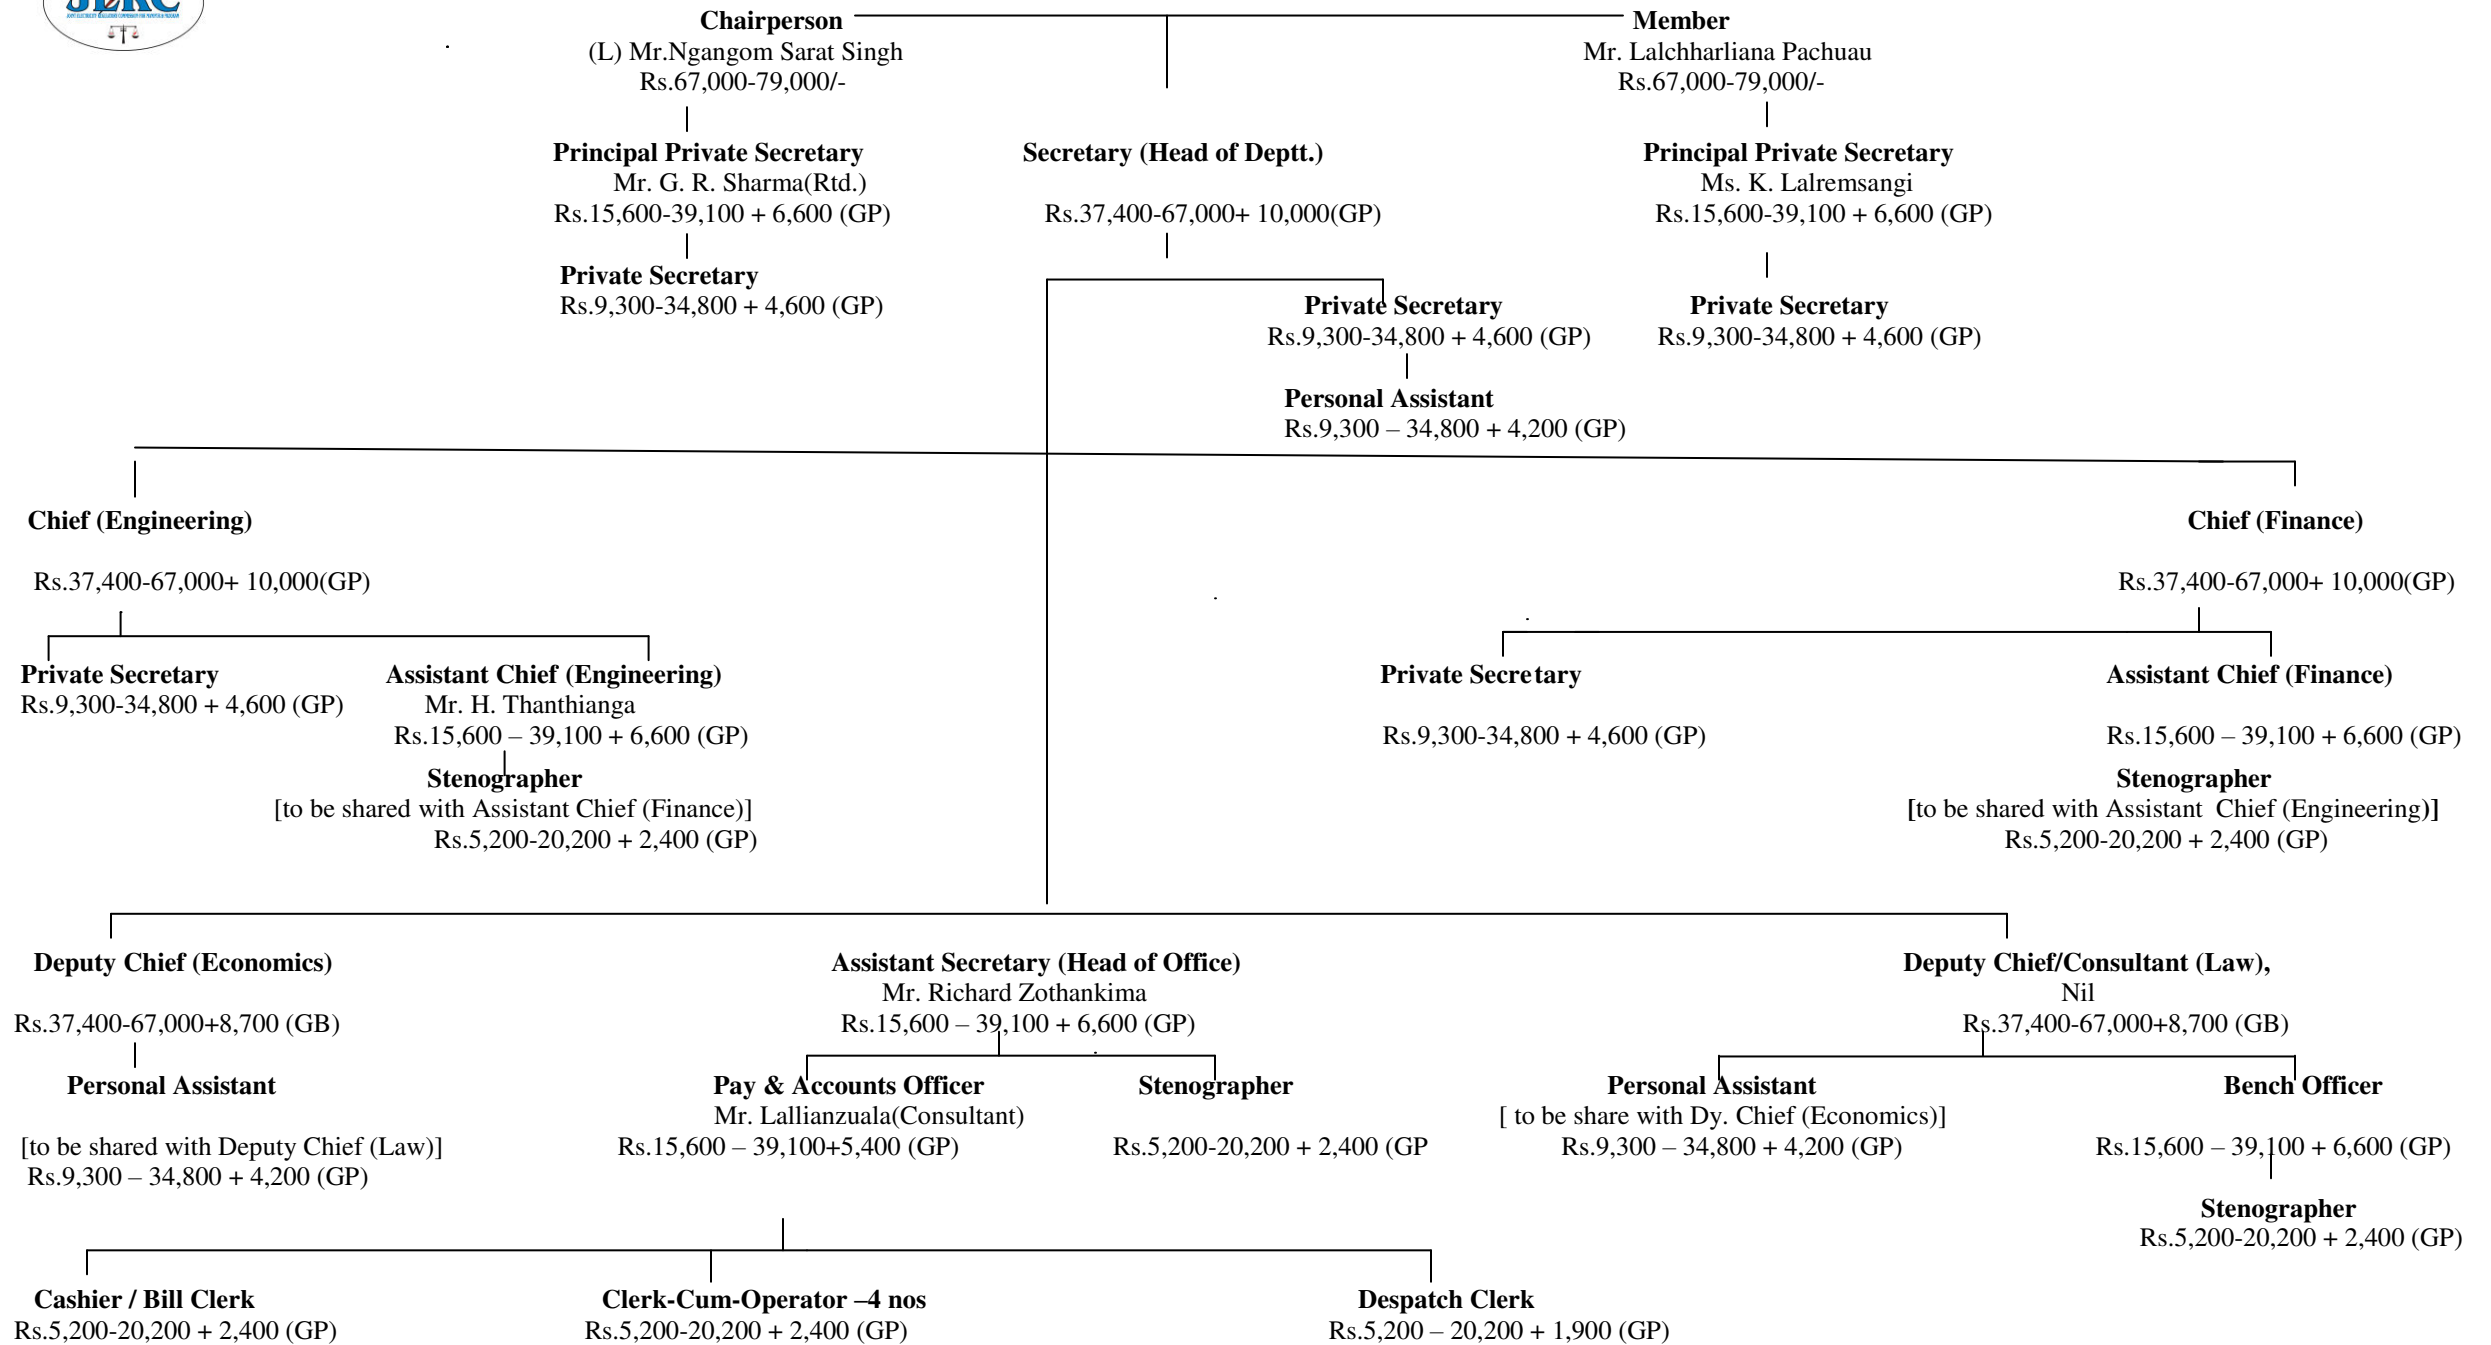 JERC
JOINT ELECTRICITY REGULATORY COMMISSION FOR MANIPUR & MIZORAM
Chairperson
(L) Mr.Ngangom Sarat Singh
Rs.67,000-79,000/-
Member
Mr. Lalchharliana Pachuau
Rs.67,000-79,000/-
Principal Private Secretary
Mr. G. R. Sharma(Rtd.)
Rs.15,600-39,100 + 6,600 (GP)
Secretary (Head of Deptt.)
Rs.37,400-67,000+ 10,000(GP)
Principal Private Secretary
Ms. K. Lalremsangi
Rs.15,600-39,100 + 6,600 (GP)
Private Secretary
Rs.9,300-34,800 + 4,600 (GP)
Private Secretary
Rs.9,300-34,800 + 4,600 (GP)
Private Secretary
Rs.9,300-34,800 + 4,600 (GP)
Personal Assistant
Rs.9,300 – 34,800 + 4,200 (GP)
Chief (Engineering)
Rs.37,400-67,000+ 10,000(GP)
Chief (Finance)
Rs.37,400-67,000+ 10,000(GP)
Private Secretary
Rs.9,300-34,800 + 4,600 (GP)
Assistant Chief (Engineering)
Mr. H. Thanthianga
Rs.15,600 – 39,100 + 6,600 (GP)
Stenographer
[to be shared with Assistant Chief (Finance)]
Rs.5,200-20,200 + 2,400 (GP)
Private Secretary
Rs.9,300-34,800 + 4,600 (GP)
Assistant Chief (Finance)
Rs.15,600 – 39,100 + 6,600 (GP)
Stenographer
[to be shared with Assistant  Chief (Engineering)]
Rs.5,200-20,200 + 2,400 (GP)
Deputy Chief (Economics)
Rs.37,400-67,000+8,700 (GB)
Assistant Secretary (Head of Office)
Mr. Richard Zothankima
Rs.15,600 – 39,100 + 6,600 (GP)
Deputy Chief/Consultant (Law),
Nil
Rs.37,400-67,000+8,700 (GB)
Personal Assistant
[to be shared with Deputy Chief (Law)]
Rs.9,300 – 34,800 + 4,200 (GP)
Pay & Accounts Officer
Mr. Lallianzuala(Consultant)
Rs.15,600 – 39,100+5,400 (GP)
Stenographer
Rs.5,200-20,200 + 2,400 (GP
Personal Assistant
[ to be share with Dy. Chief (Economics)]
Rs.9,300 – 34,800 + 4,200 (GP)
Bench Officer
Rs.15,600 – 39,100 + 6,600 (GP)
Stenographer
Rs.5,200-20,200 + 2,400 (GP)
Cashier / Bill Clerk
Rs.5,200-20,200 + 2,400 (GP)
Clerk-Cum-Operator –4 nos
Rs.5,200-20,200 + 2,400 (GP)
Despatch Clerk
Rs.5,200 – 20,200 + 1,900 (GP)